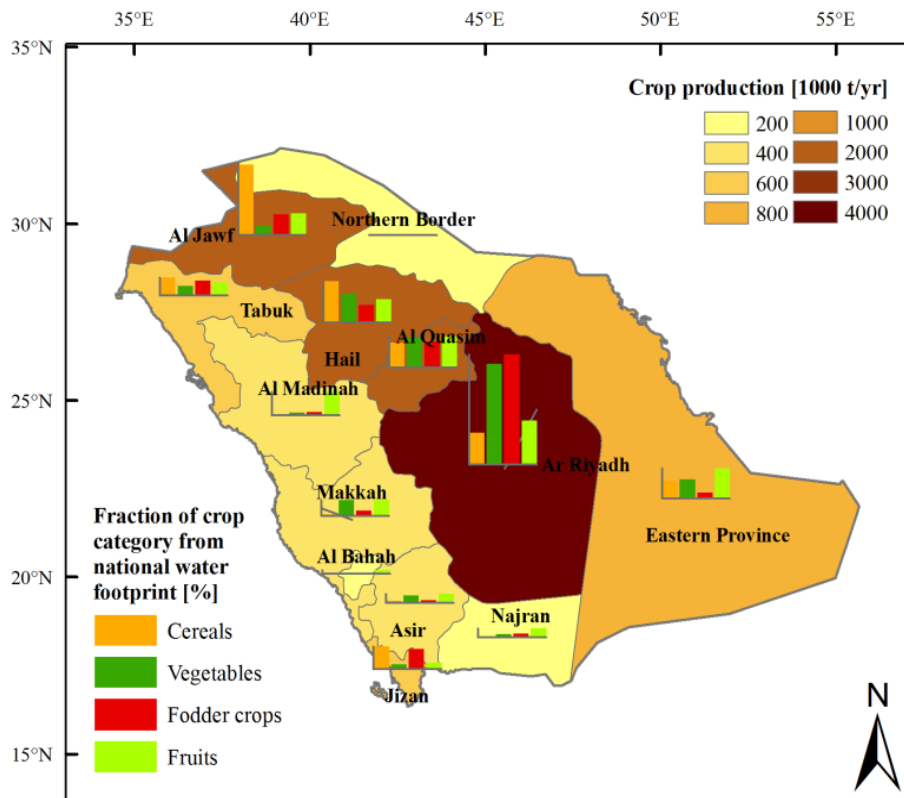 35°E 40°E 45°E 50°E 55°E
35°N
Crop production [1000 t/yr]
200 1000
400 2000
600 3000
800 4000
30°N
Northern Border
Al Jawf
Tabuk
Al Quasim
Hail
Al Madinah
25°N
Ar Riyadh
Makkah
Eastern Province
Al Bahah
20°N
Najran
Asir
Jizan
Fraction of crop
category from
national water
footprint [%]
Cereals
Vegetables
Fodder crops
Fruits
N
15°N